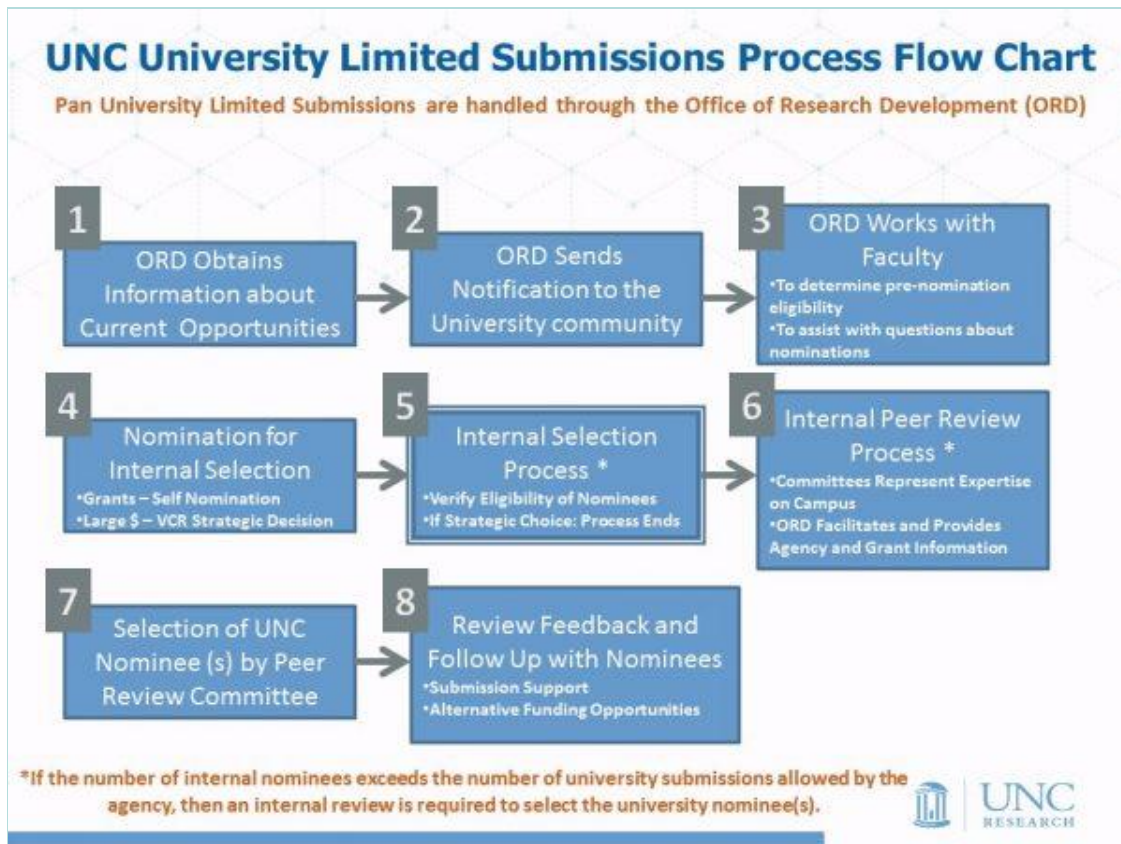 UNC University Limited Submissions Process Flow Chart
Pan University Limited Submissions are handled through the Office of Research Development (ORD)
1
ORD Obtains
Information about
Current Opportunities
2
ORD Sends
Notification to the
University community
3
ORD Works with
Faculty
•To determine pre-nomination
eligibility
•To assist with questions about
nominations
4
Nomination for
Internal Selection
•Grants – Self Nomination
•Large $ – VCR Strategic Decision
5
Internal Selection
Process *
•Verify Eligibility of Nominees
•If Strategic Choice: Process Ends
6
Internal Peer Review
Process *
•Committees Represent Expertise
on Campus
•ORD Facilitates and Provides
Agency and Grant Information
7
Selection of UNC
Nominee (s) by Peer
Review Committee
8
Review Feedback and
Follow Up with Nominees
•Submission Support
•Alternative Funding Opportunities
*If the number of internal nominees exceeds the number of university submissions allowed by the
agency, then an internal review is required to select the university nominee(s).
UNC
RESEARCH